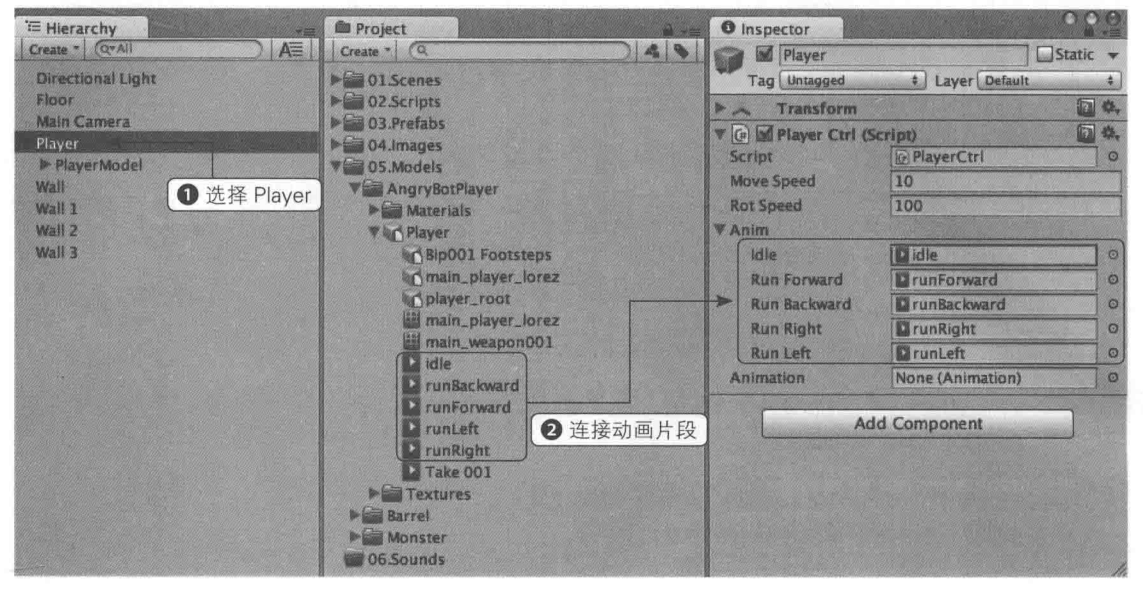 Hierarchy
Create
All
Directional Light
Floor
Main Camera
Player
PlayerModel
Wall
Wall 1
Wall 2
Wall 3
❶ 选择 Player
Project
Create
01.Scenes
02.Scripts
03.Prefabs
04.Images
05.Models
AngryBotPlayer
Materials
Player
Bip001 Footsteps
main_player_lorez
player_root
main_player_lorez
main_weapon001
idle
runBackward
runForward
runLeft
runRight
Take 001
Textures
Barrel
Monster
06.Sounds
❷ 连接动画片段
Inspector
Player Static
Tag Untagged Layer Default
Transform
Player Ctrl (Script)
Script PlayerCtrl
Move Speed 10
Rot Speed 100
Anim
Idle idle
Run Forward runForward
Run Backward runBackward
Run Right runRight
Run Left runLeft
Animation None (Animation)
Add Component